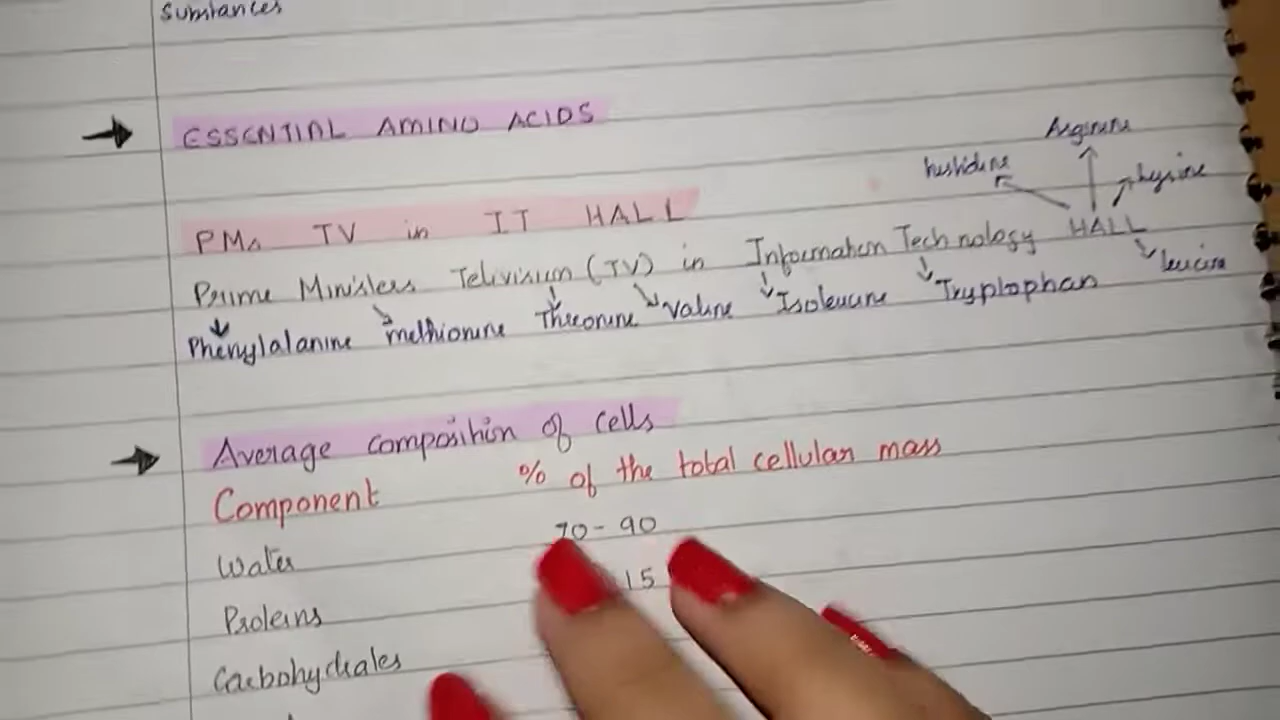 substances
ESSENTIAL AMINO ACIDS
Arginine
histidine
lysine
PMs TV in IT HALL
Prime Ministers Television (TV) in Information Technology HALL
leucine
Phenylalanine methionine Threonine valine Isoleucine Tryptophan
Average composition of cells
Component % of the total cellular mass
Water 70-90
Proteins 15
Carbohydrates